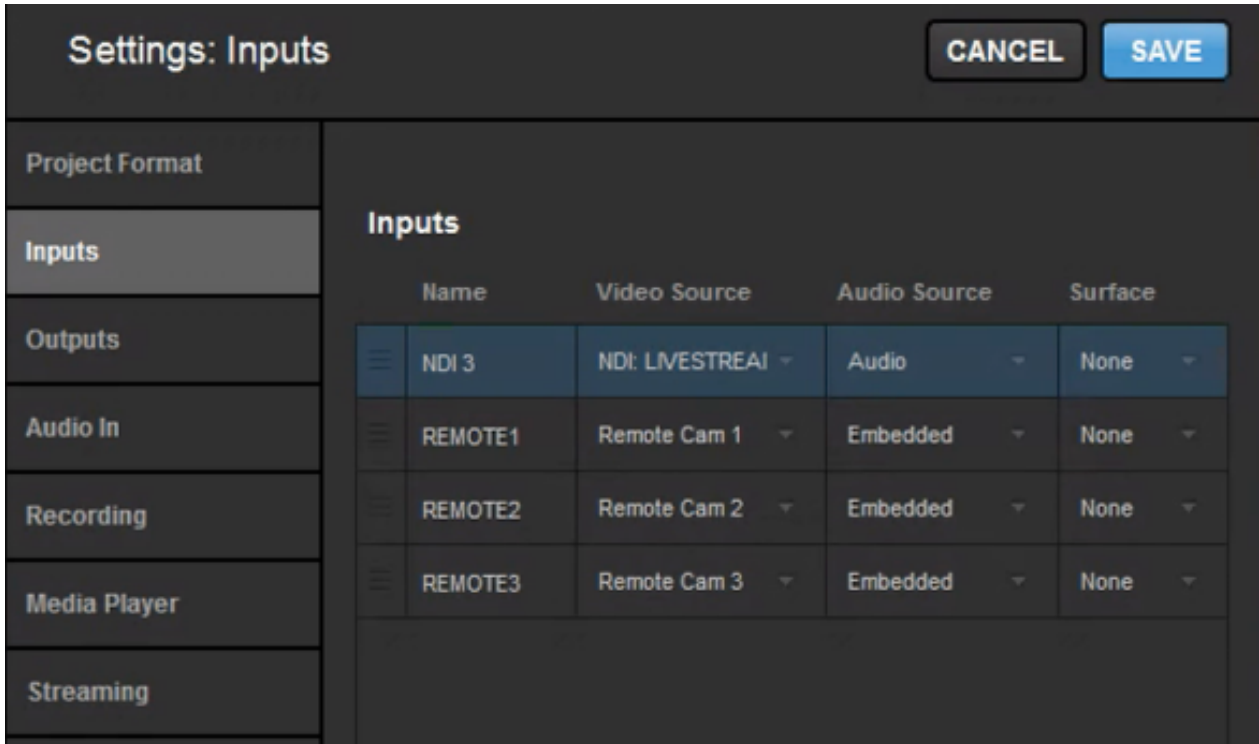 Settings: Inputs
CANCEL
SAVE
Project Format
Inputs
Outputs
Audio In
Recording
Media Player
Streaming
Inputs
Name Video Source Audio Source Surface
NDI 3 NDI: LIVESTREAI Audio None
REMOTE1 Remote Cam 1 Embedded None
REMOTE2 Remote Cam 2 Embedded None
REMOTE3 Remote Cam 3 Embedded None